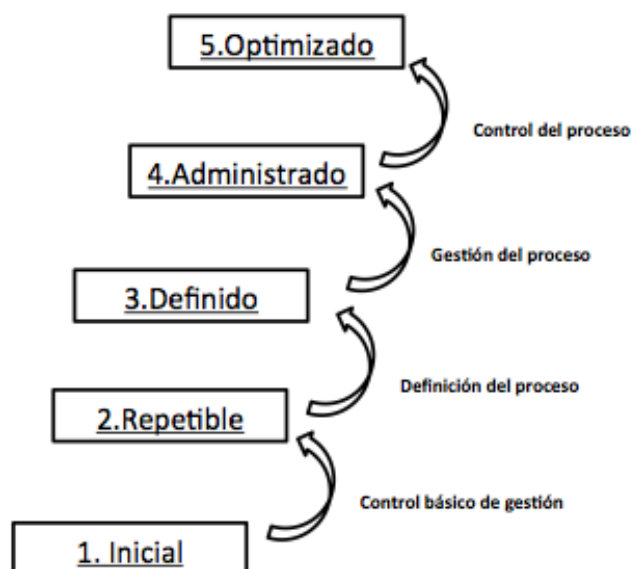 5.Optimizado
Control del proceso
4.Administrado
Gestión del proceso
3.Definido
Definición del proceso
2.Repetible
Control básico de gestión
1. Inicial